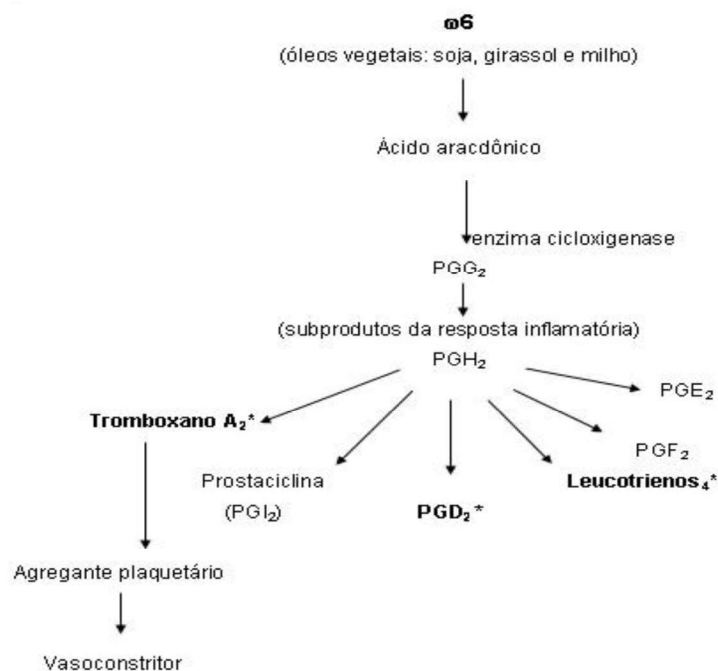 ω6
(óleos vegetais: soja, girassol e milho)
Ácido aracdônico
enzima cicloxigenase
PGG₂
(subprodutos da resposta inflamatória)
PGH₂
PGE₂
Tromboxano A₂*
PGF₂
Prostaciclina
(PGI₂)
Leucotrienos₄*
PGD₂*
Agregante plaquetário
Vasoconstritor